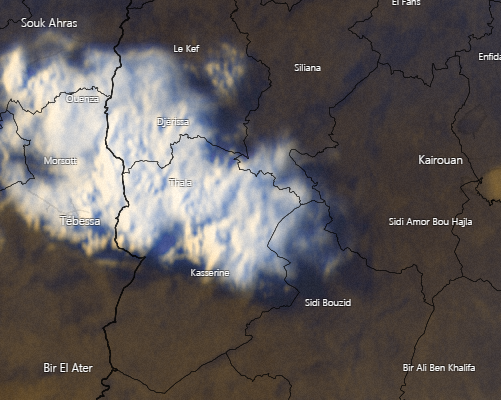 El Fahs
Souk Ahras
Le Kef
Enfida
Siliana
Ouenza
Djerissa
Morsott
Kairouan
Thala
Tébessa
Sidi Amor Bou Hajla
Kasserine
Sidi Bouzid
Bir El Ater
Bir Ali Ben Khalifa